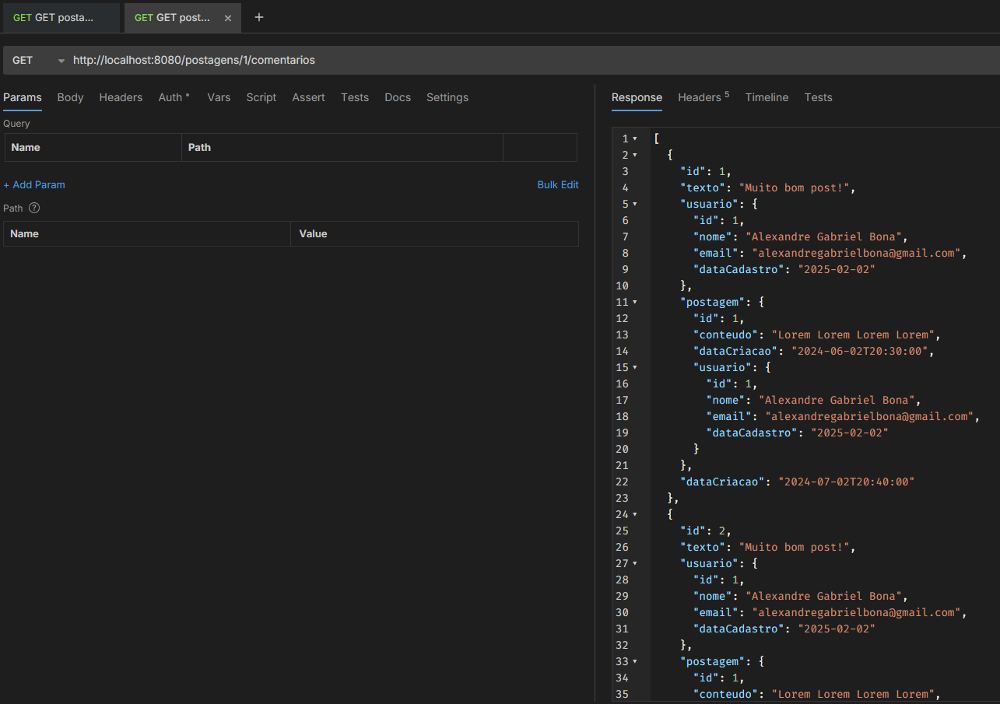 GET GET posta...
GET GET post... ×
+
GET http://localhost:8080/postagens/1/comentarios
Params Body Headers Auth • Vars Script Assert Tests Docs Settings
Query
Name Path
+ Add Param Bulk Edit
Path ?
Name Value
Response Headers 5 Timeline Tests
1 [
2 {
3 "id": 1,
4 "texto": "Muito bom post!",
5 "usuario": {
6 "id": 1,
7 "nome": "Alexandre Gabriel Bona",
8 "email": "alexandregabrielbona@gmail.com",
9 "dataCadastro": "2025-02-02"
10 },
11 "postagem": {
12 "id": 1,
13 "conteudo": "Lorem Lorem Lorem Lorem",
14 "dataCriacao": "2024-06-02T20:30:00",
15 "usuario": {
16 "id": 1,
17 "nome": "Alexandre Gabriel Bona",
18 "email": "alexandregabrielbona@gmail.com",
19 "dataCadastro": "2025-02-02"
20 }
21 },
22 "dataCriacao": "2024-07-02T20:40:00"
23 },
24 {
25 "id": 2,
26 "texto": "Muito bom post!",
27 "usuario": {
28 "id": 1,
29 "nome": "Alexandre Gabriel Bona",
30 "email": "alexandregabrielbona@gmail.com",
31 "dataCadastro": "2025-02-02"
32 },
33 "postagem": {
34 "id": 1,
35 "conteudo": "Lorem Lorem Lorem Lorem",